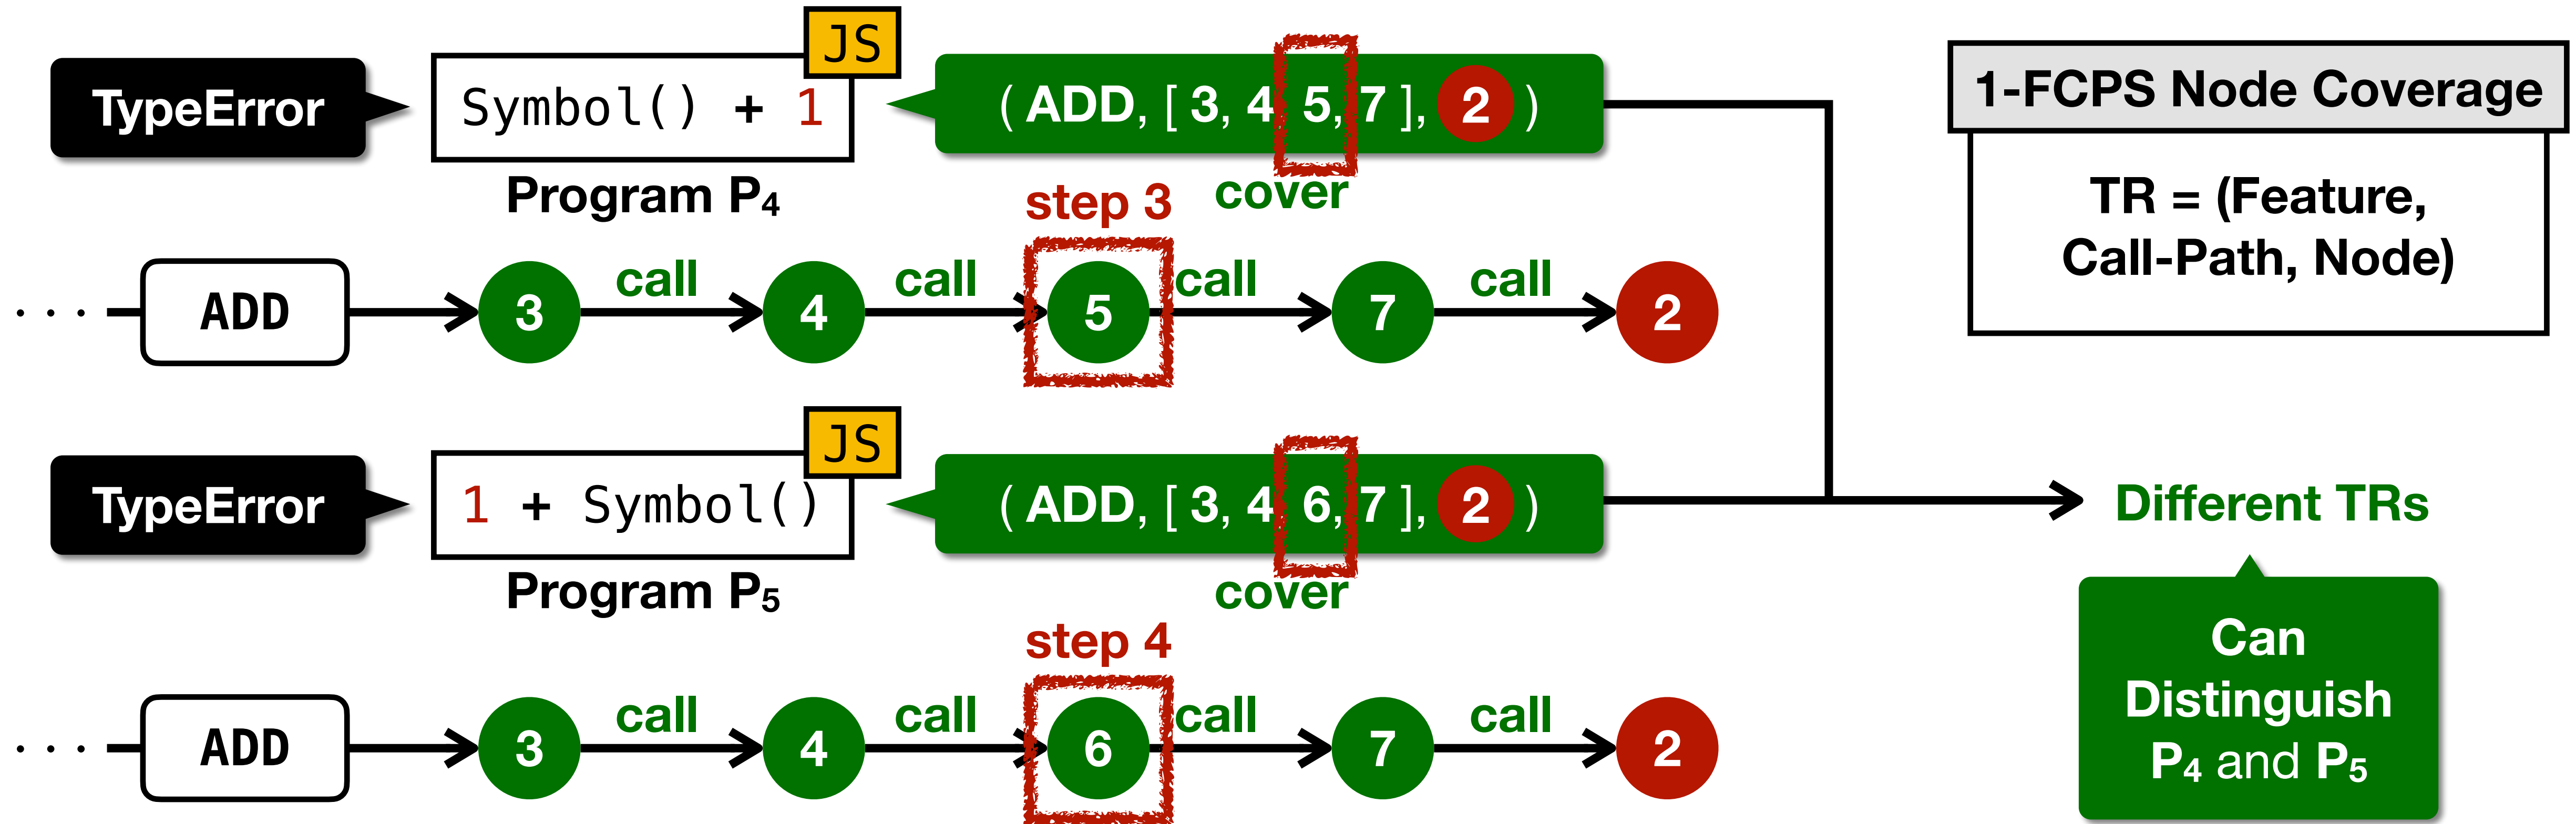 JS
TypeError
Symbol() + 1
( ADD, [ 3, 4, 5, 7 ], 2 )
1-FCPS Node Coverage
TR = (Feature,
Call-Path, Node)
Program P₄
cover
step 3
. . .
ADD
3
call
4
call
5
call
7
call
2
JS
TypeError
1 + Symbol()
( ADD, [ 3, 4, 6, 7 ], 2 )
Different TRs
Program P₅
cover
Can
Distinguish
P₄ and P₅
step 4
. . .
ADD
3
call
4
call
6
call
7
call
2